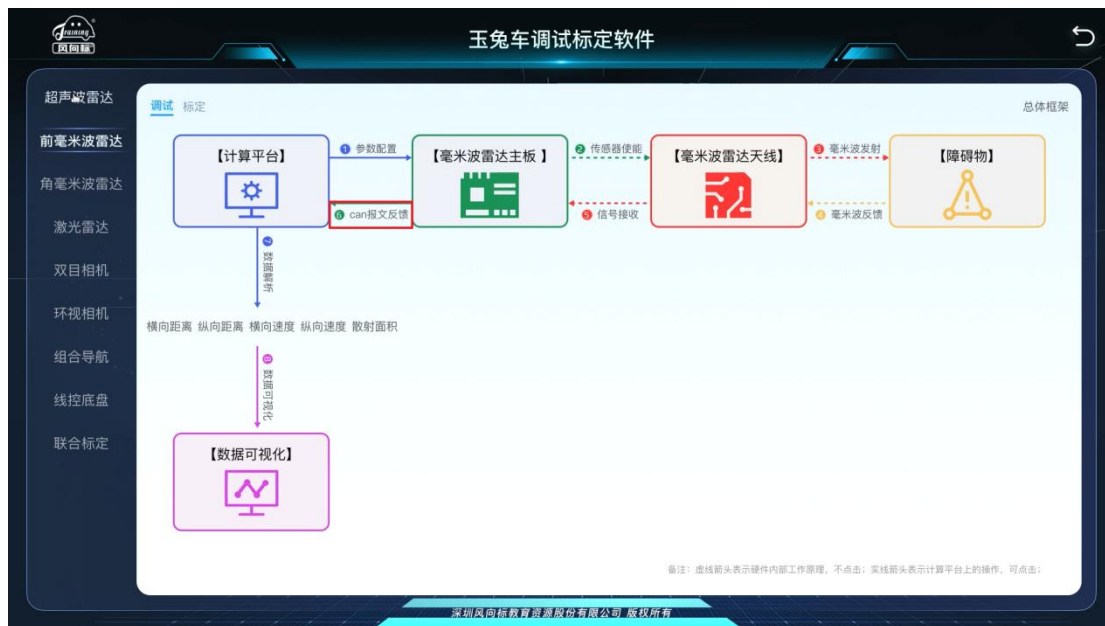 Fxuining
风向标
玉兔车调试标定软件
超声波雷达
前毫米波雷达
角毫米波雷达
激光雷达
双目相机
环视相机
组合导航
线控底盘
联合标定
调试 标定
总体框架
【计算平台】
1 参数配置
【毫米波雷达主板 】
2 传感器使能
【毫米波雷达天线】
3 毫米波发射
【障碍物】
6 can报文反馈
5 信号接收
4 毫米波反馈
7 数据解析
横向距离 纵向距离 横向速度 纵向速度 散射面积
8 数据可视化
【数据可视化】
备注：虚线箭头表示硬件内部工作原理，不点击；实线箭头表示计算平台上的操作，可点击；
深圳风向标教育资源股份有限公司 版权所有